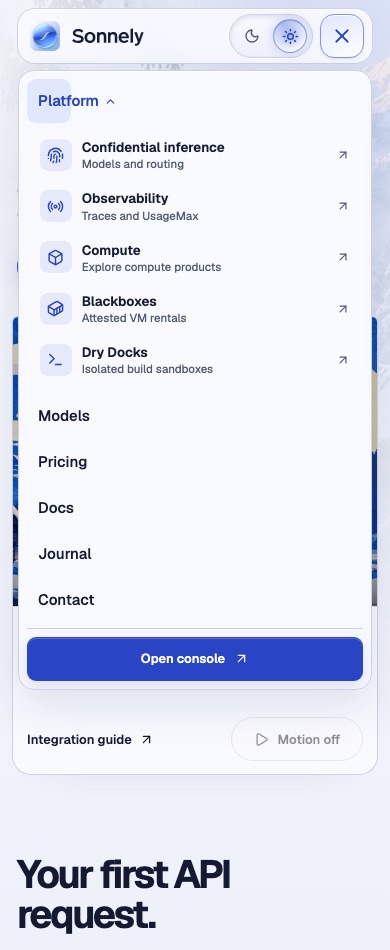 Sonnely
Platform
Confidential inference
Models and routing
Observability
Traces and UsageMax
Compute
Explore compute products
Blackboxes
Attested VM rentals
Dry Docks
Isolated build sandboxes
Models
Pricing
Docs
Journal
Contact
Open console
Integration guide
Motion off
Your first API
request.